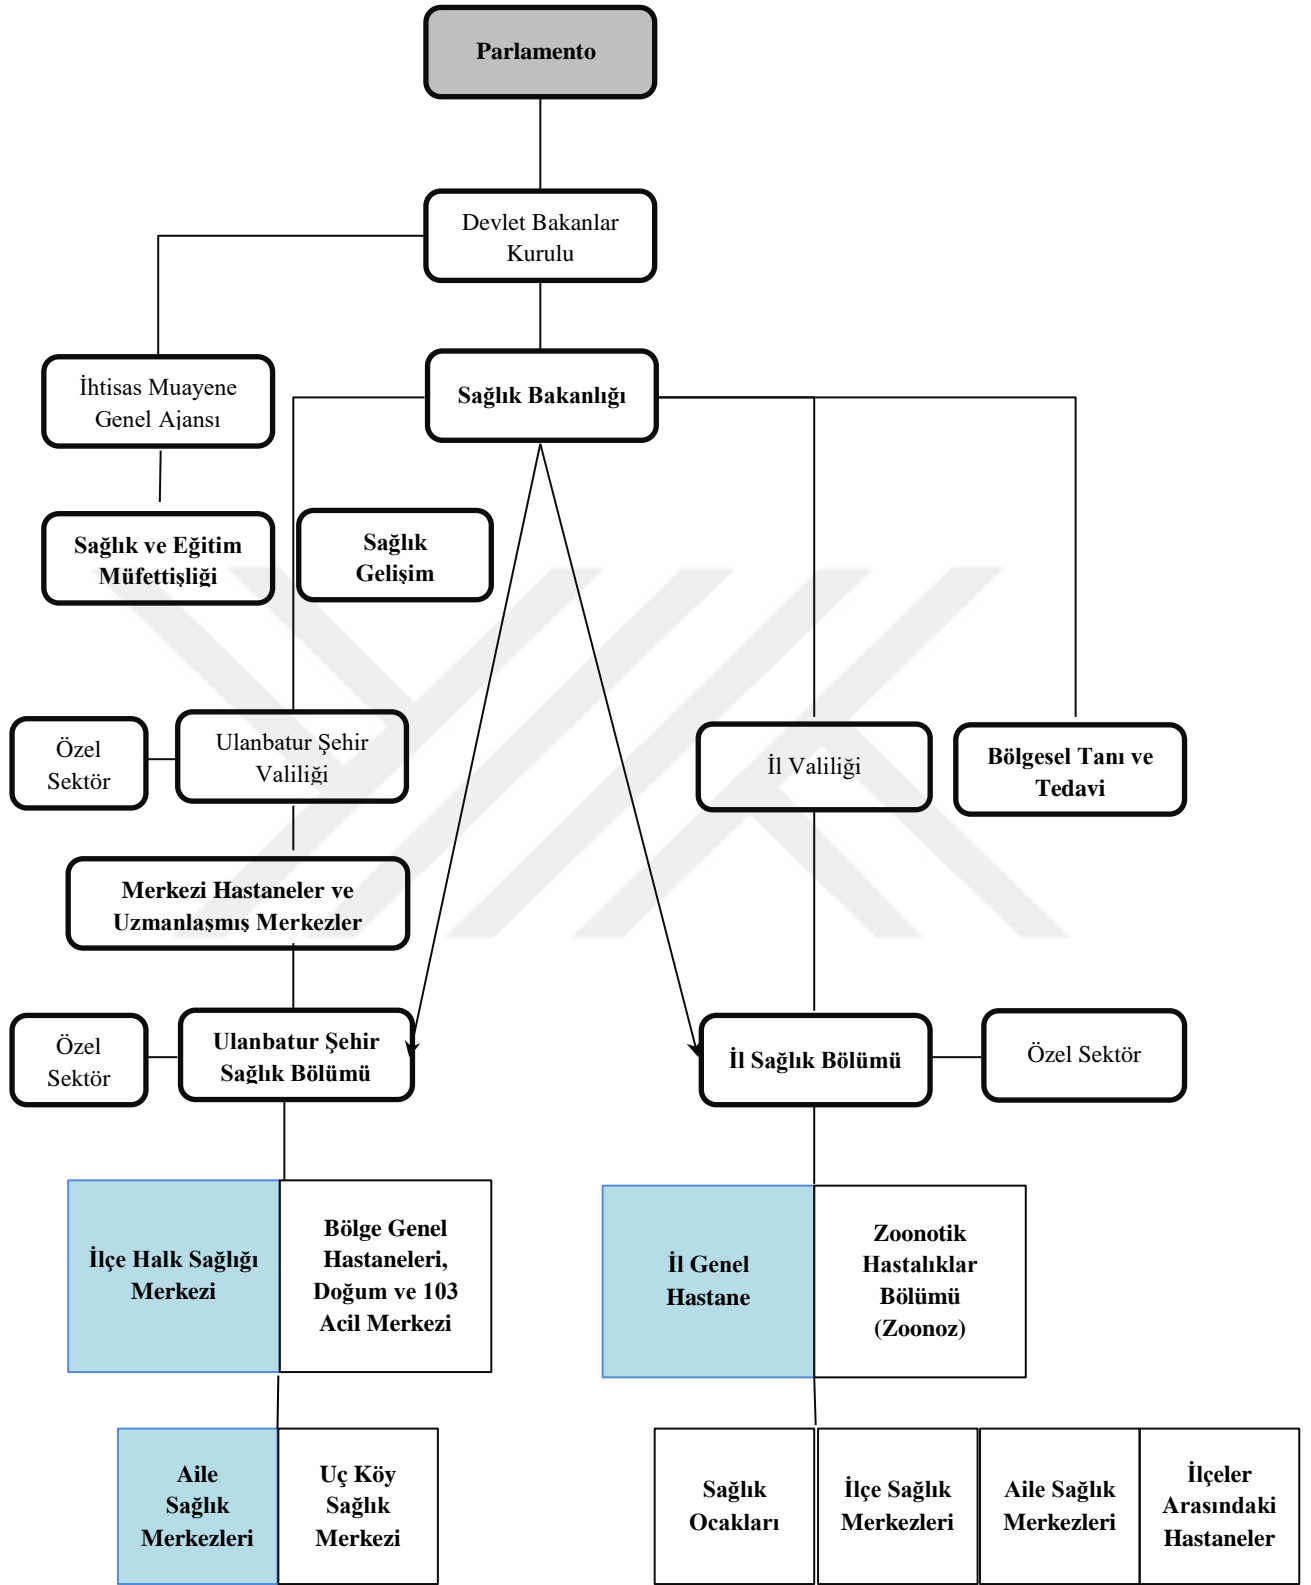 Parlamento
Devlet Bakanlar
Kurulu
İhtisas Muayene
Genel Ajansı
Sağlık Bakanlığı
Sağlık ve Eğitim
Müfettişliği
Sağlık
Gelişim
Özel
Sektör
Ulanbatur Şehir
Valiliği
İl Valiliği
Bölgesel Tanı ve
Tedavi
Merkezi Hastaneler ve
Uzmanlaşmış Merkezler
Özel
Sektör
Ulanbatur Şehir
Sağlık Bölümü
İl Sağlık Bölümü
Özel Sektör
İlçe Halk Sağlığı
Merkezi
Bölge Genel
Hastaneleri,
Doğum ve 103
Acil Merkezi
İl Genel
Hastane
Zoonotik
Hastalıklar
Bölümü
(Zoonoz)
Aile
Sağlık
Merkezleri
Uç Köy
Sağlık
Merkezi
Sağlık
Ocakları
İlçe Sağlık
Merkezleri
Aile Sağlık
Merkezleri
İlçeler
Arasındaki
Hastaneler